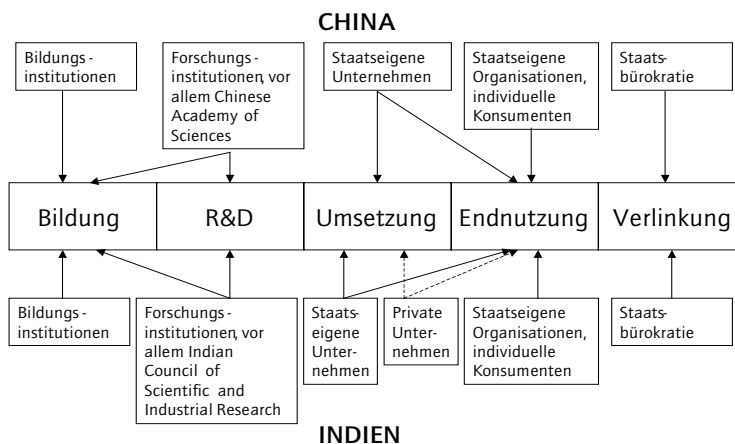 CHINA
Bildungs-
institutionen
Forschungs-
institutionen, vor
allem Chinese
Academy of
Sciences
Staatseigene
Unternehmen
Staatseigene
Organisationen,
individuelle
Konsumenten
Staats-
bürokratie
Bildung
R&D
Umsetzung
Endnutzung
Verlinkung
Bildungs-
institutionen
Forschungs-
institutionen, vor
allem Indian
Council of
Scientific and
Industrial Research
Staats-
eigene
Unter-
nehmen
Private
Unter-
nehmen
Staatseigene
Organisationen,
individuelle
Konsumenten
Staats-
bürokratie
INDIEN